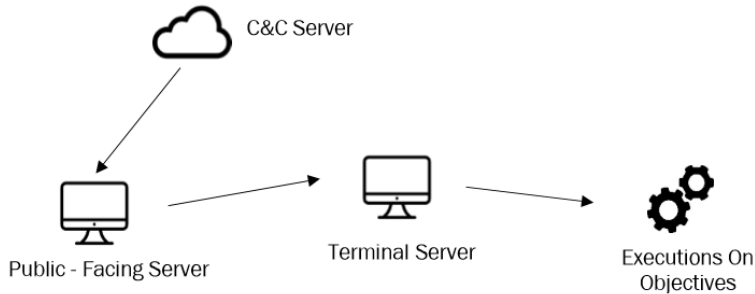 C&C Server
Terminal Server
Public - Facing Server
Executions On
Objectives